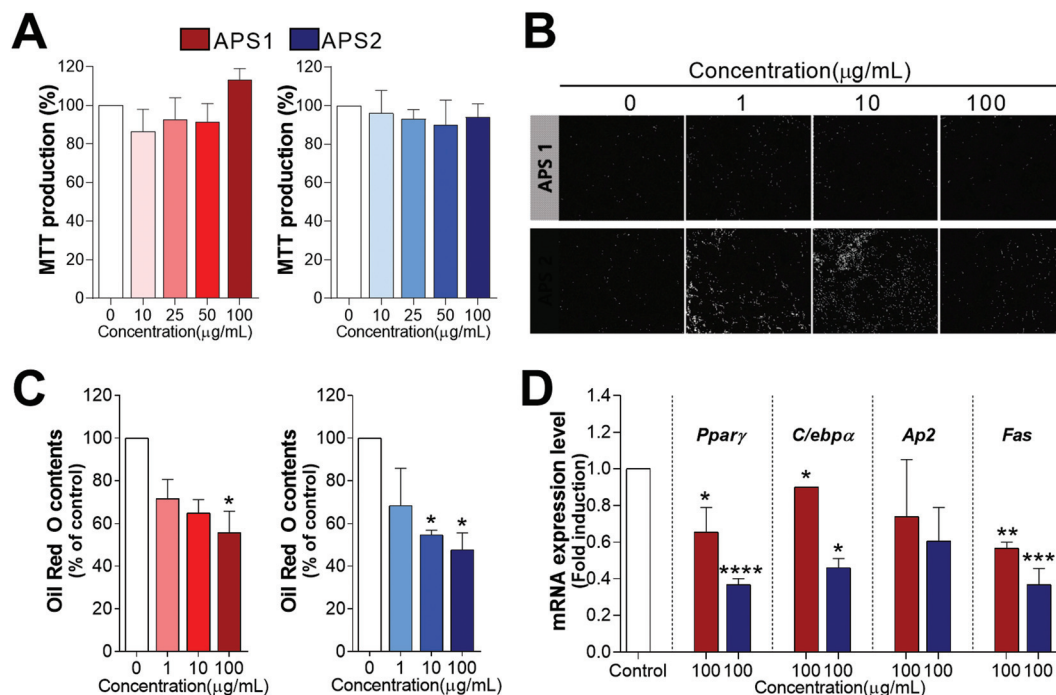 A
APS1 APS2
MTT production (%)
120
100
80
60
40
20
0
0 10 25 50 100
Concentration(μg/mL)
MTT production (%)
120
100
80
60
40
20
0
0 10 25 50 100
Concentration(μg/mL)
B
Concentration(μg/mL)
0 1 10 100
APS 1
APS 2
C
Oil Red O contents
(% of control)
120
100
80
60
40
20
0
*
0 1 10 100
Concentration(μg/mL)
Oil Red O contents
(% of control)
120
100
80
60
40
20
0
* *
0 1 10 100
Concentration(μg/mL)
D
mRNA expression level
(Fold induction)
1.4
1.2
1.0
0.8
0.6
0.4
0.2
0.0
Pparγ C/ebpα Ap2 Fas
* **** * * ** ***
Control 100 100 100 100 100 100 100 100
Concentration(μg/mL)